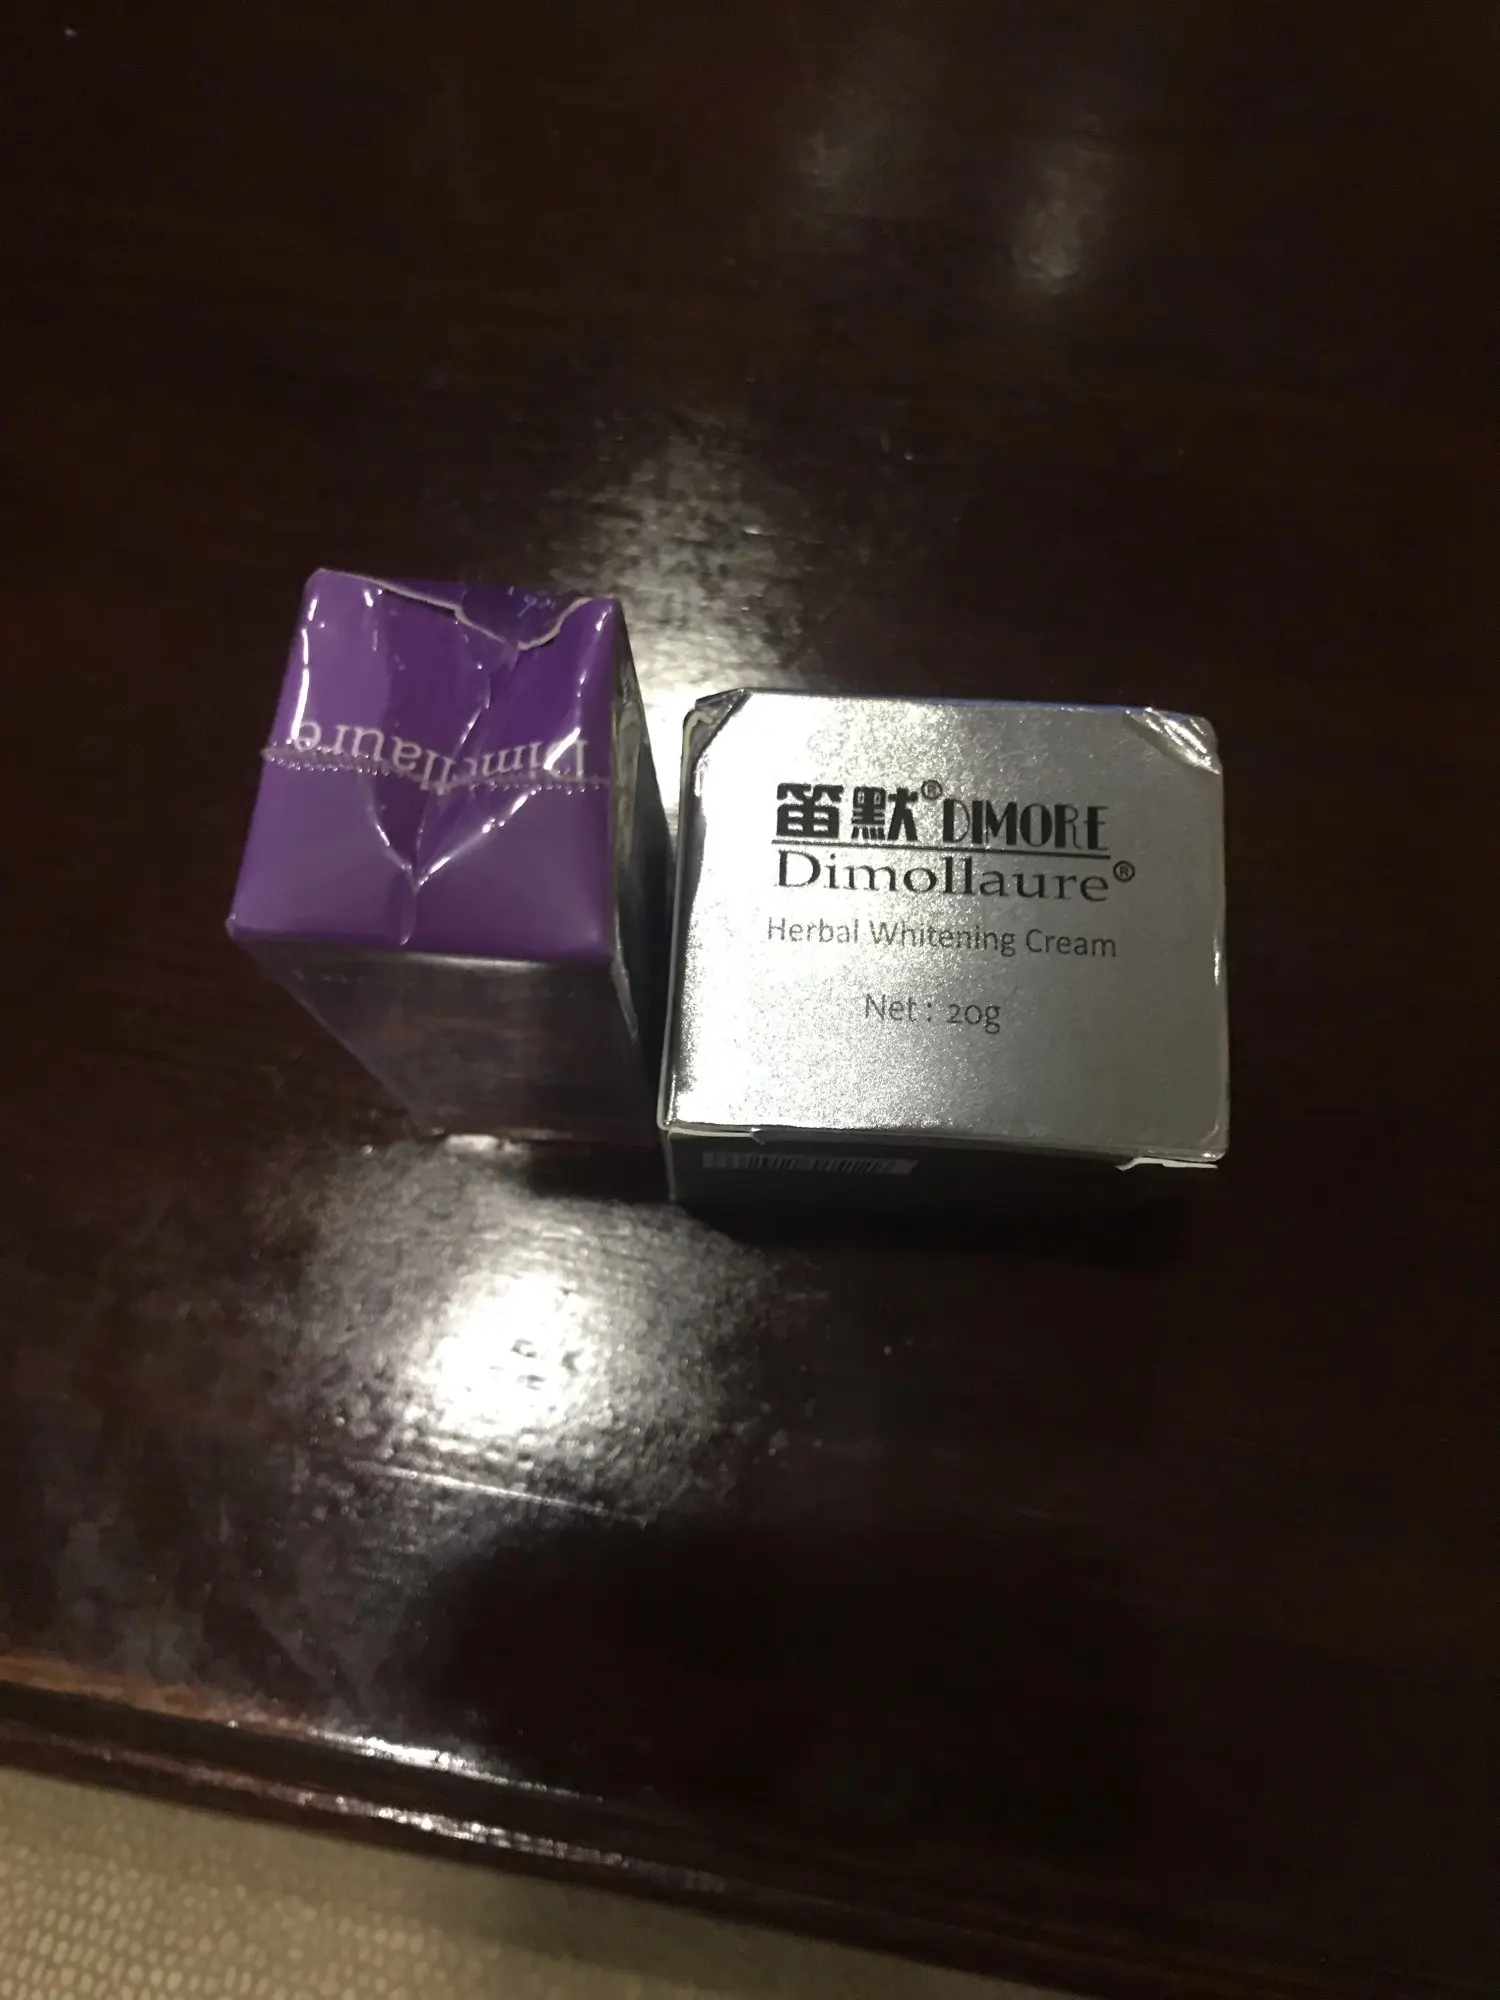 Dimollaure
笛默® DIMORE
Dimollaure®
Herbal Whitening Cream
Net : 20g